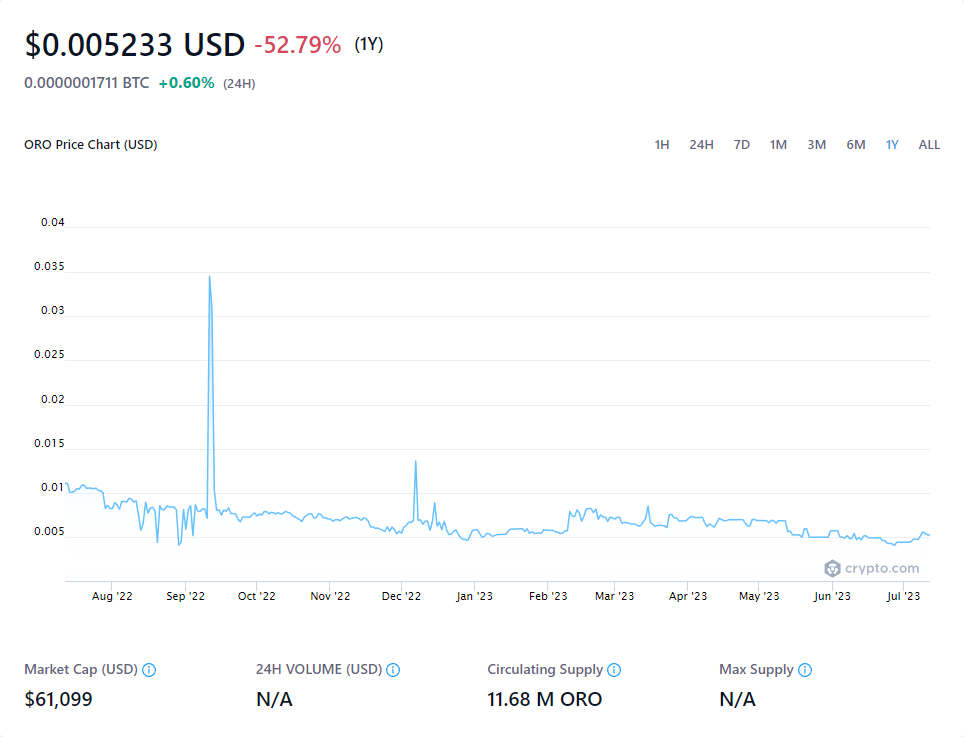 $0.005233 USD -52.79% (1Y)
0.0000001711 BTC +0.60% (24H)
ORO Price Chart (USD) 1H 24H 7D 1M 3M 6M 1Y ALL
0.04
0.035
0.03
0.025
0.02
0.015
0.01
0.005
crypto.com
Aug '22 Sep '22 Oct '22 Nov '22 Dec '22 Jan '23 Feb '23 Mar '23 Apr '23 May '23 Jun '23 Jul '23
Market Cap (USD) 24H VOLUME (USD) Circulating Supply Max Supply
$61,099 N/A 11.68 M ORO N/A